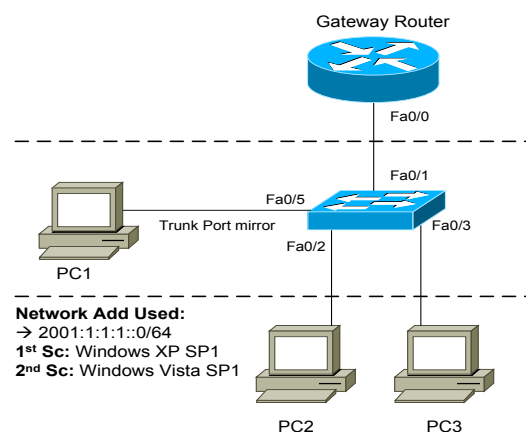 Gateway Router
Fa0/0
Fa0/1
Fa0/5
Trunk Port mirror
Fa0/2
Fa0/3
PC1
Network Add Used:
→ 2001:1:1:1::0/64
1st Sc: Windows XP SP1
2nd Sc: Windows Vista SP1
PC2
PC3